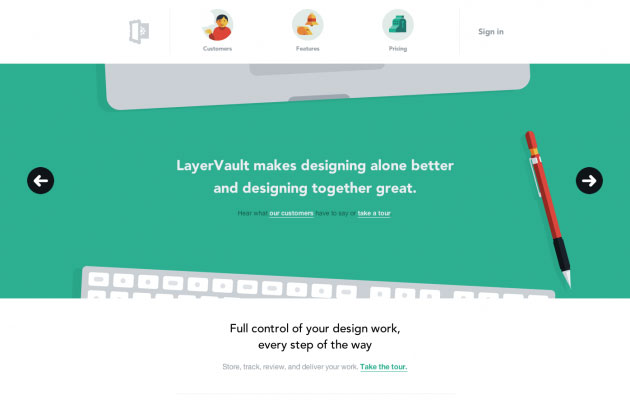 Customers
Features
Pricing
Sign in
LayerVault makes designing alone better
and designing together great.
Hear what our customers have to say or take a tour
Full control of your design work,
every step of the way
Store, track, review, and deliver your work. Take the tour.